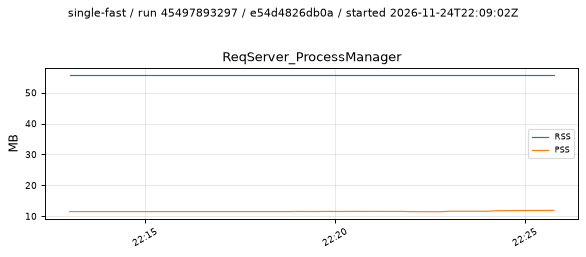 single-fast / run 45497893297 / e54d4826db0a / started 2026-11-24T22:09:02Z
ReqServer_ProcessManager
MB
50
40
30
20
10
RSS
PSS
22:15
22:20
22:25